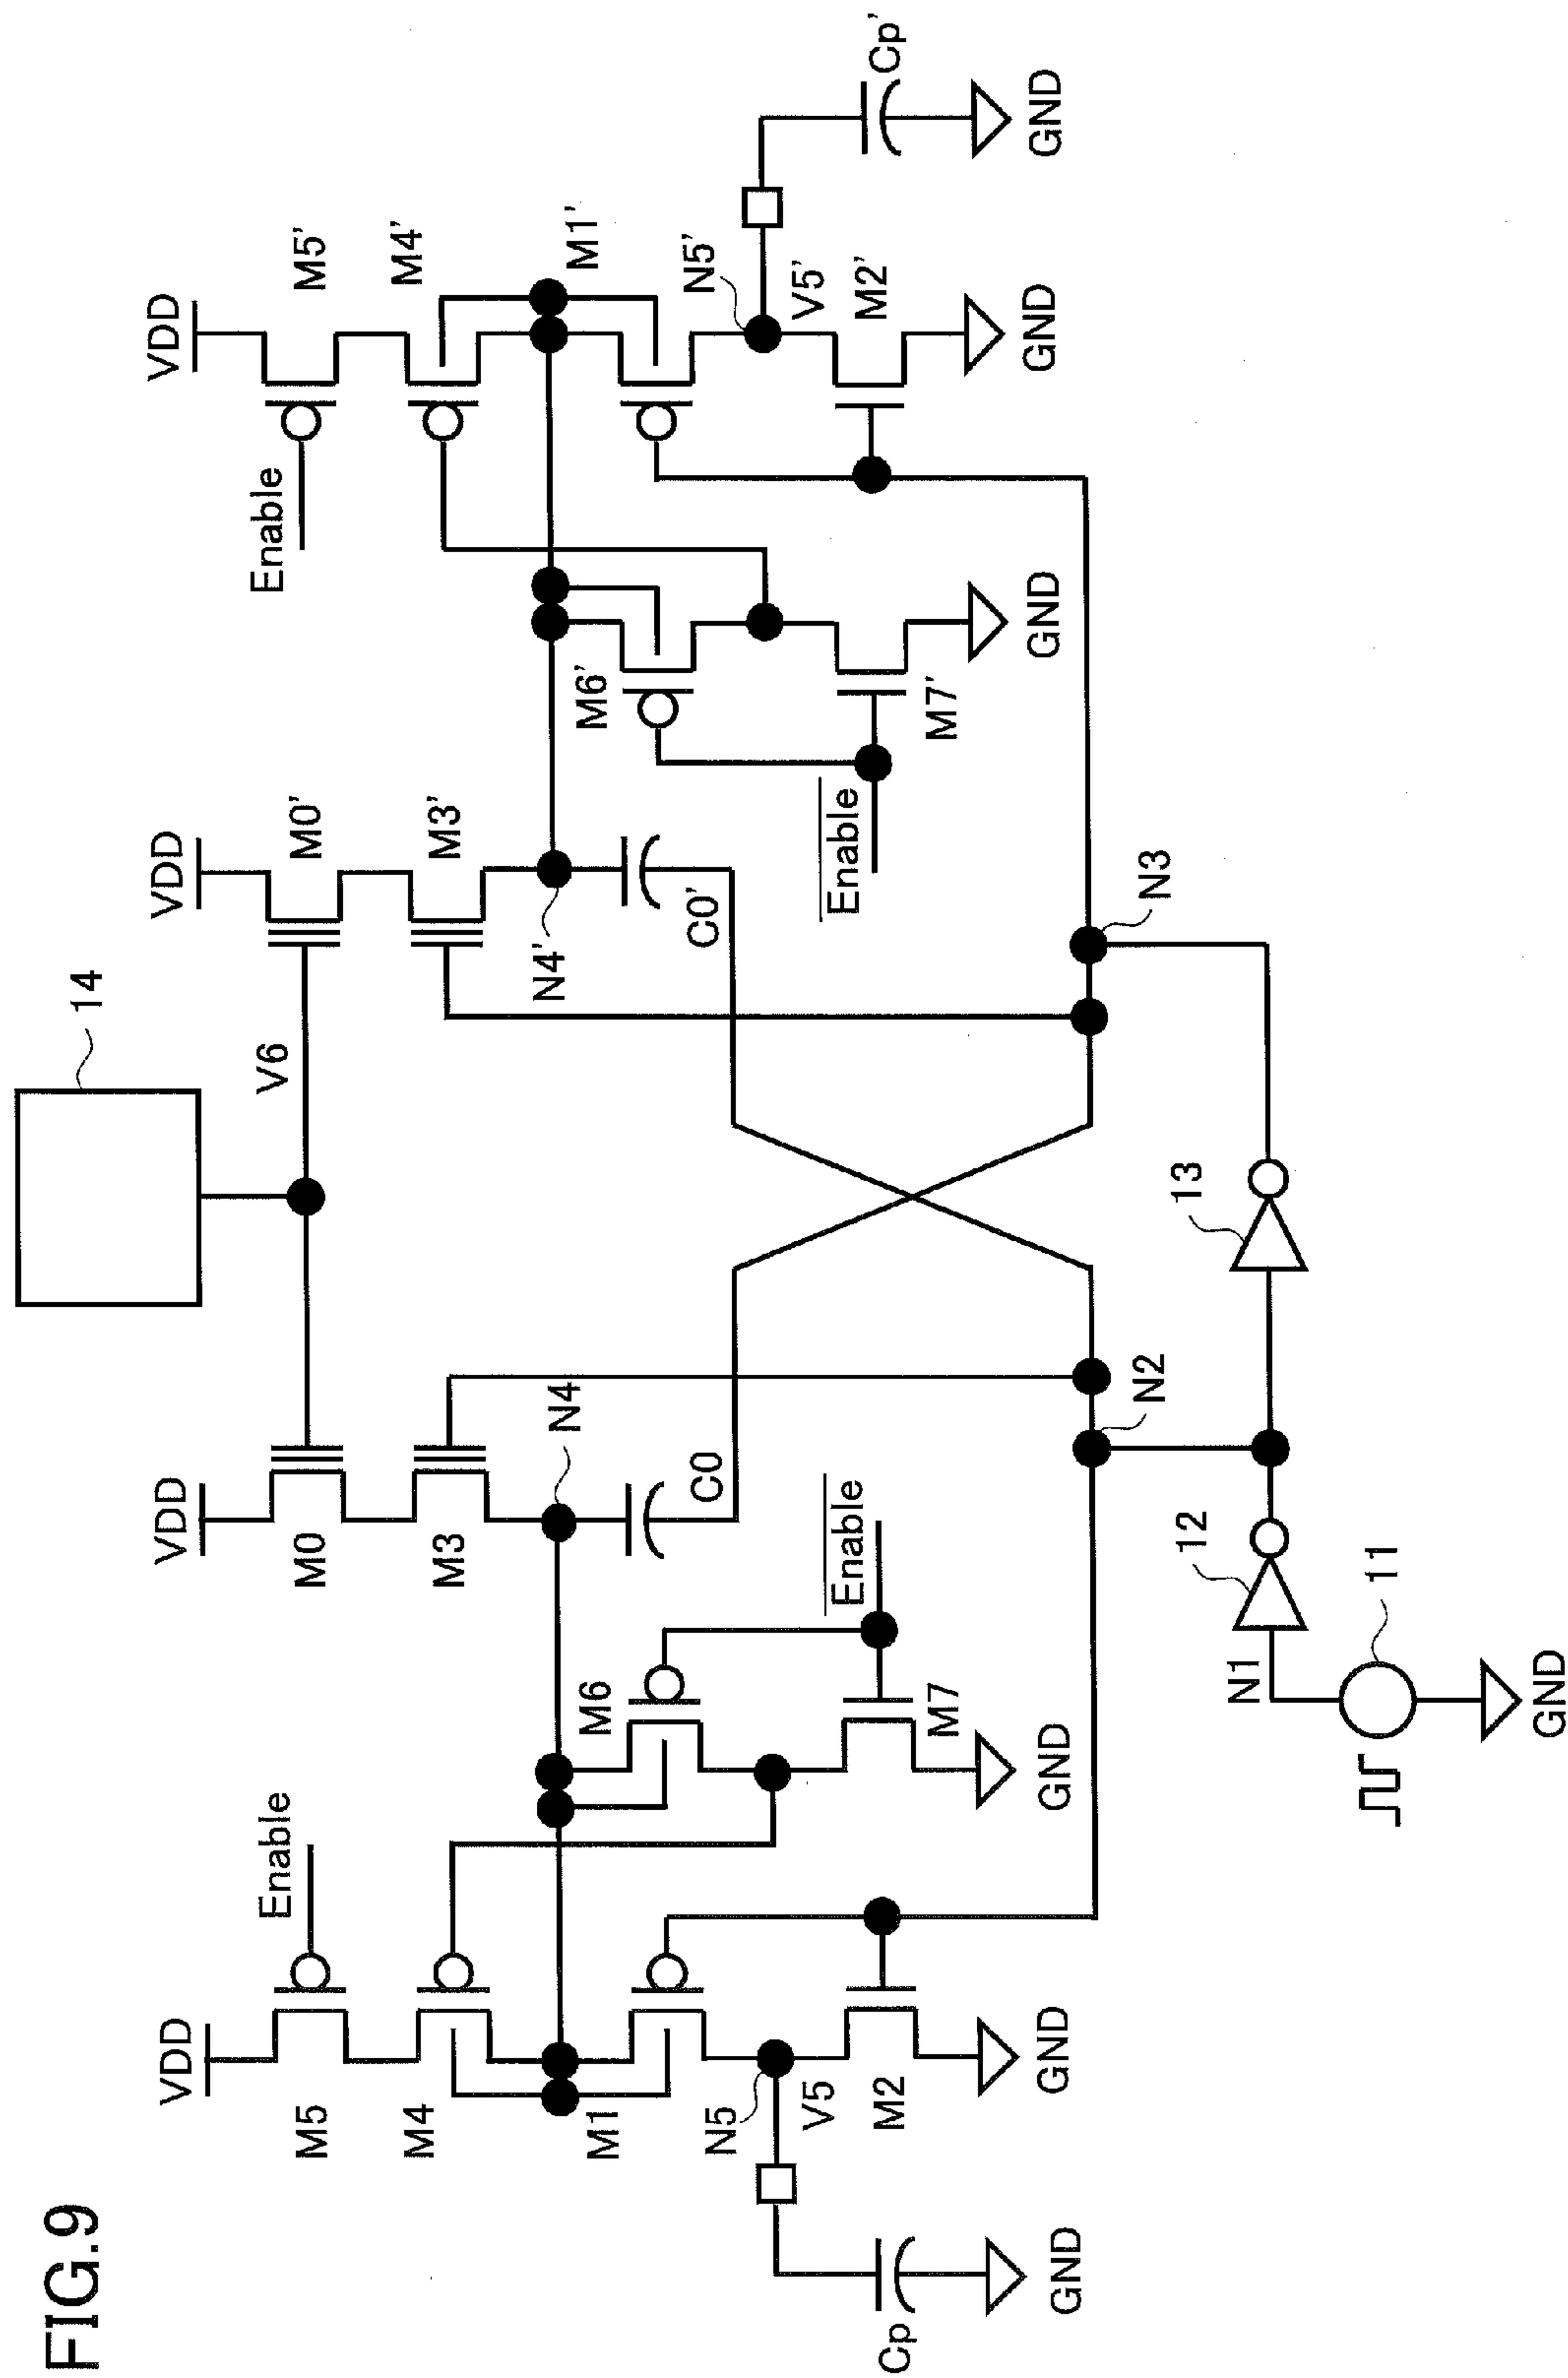 FIG.9
14
VDD
VDD
VDD
VDD
Enable
V6
Enable
M5
M0
M0'
M5'
M4
M3
M3'
M4'
M1
M6
N4
N4'
M6'
M1'
N5
C0
C0'
N5'
V5
Enable
Enable
V5'
Cp
M2
M7
M7'
M2'
Cp'
GND
GND
GND
GND
GND
GND
N2
N3
12
13
N1
11
GND